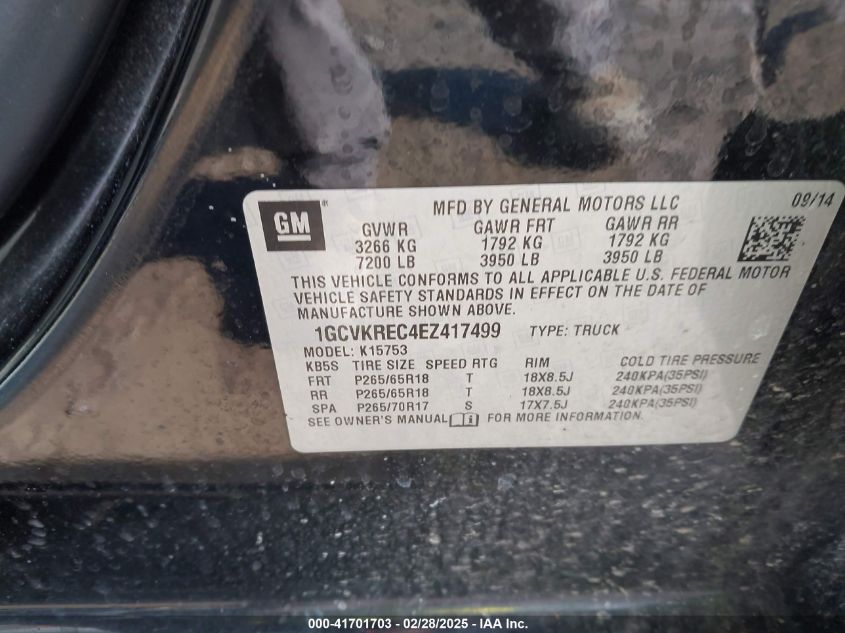 GM
MFD BY GENERAL MOTORS LLC 09/14
GVWR GAWR FRT GAWR RR
3266 KG 1792 KG 1792 KG
7200 LB 3950 LB 3950 LB
THIS VEHICLE CONFORMS TO ALL APPLICABLE U.S. FEDERAL MOTOR
VEHICLE SAFETY STANDARDS IN EFFECT ON THE DATE OF
MANUFACTURE SHOWN ABOVE.
1GCVKREC4EZ417499 TYPE: TRUCK
MODEL: K15753
KB5S TIRE SIZE SPEED RTG RIM COLD TIRE PRESSURE
FRT P265/65R18 T 18X8.5J 240KPA(35PSI)
RR P265/65R18 T 18X8.5J 240KPA(35PSI)
SPA P265/70R17 S 17X7.5J 240KPA(35PSI)
SEE OWNER'S MANUAL FOR MORE INFORMATION.
000-41701703 - 02/28/2025 - IAA Inc.